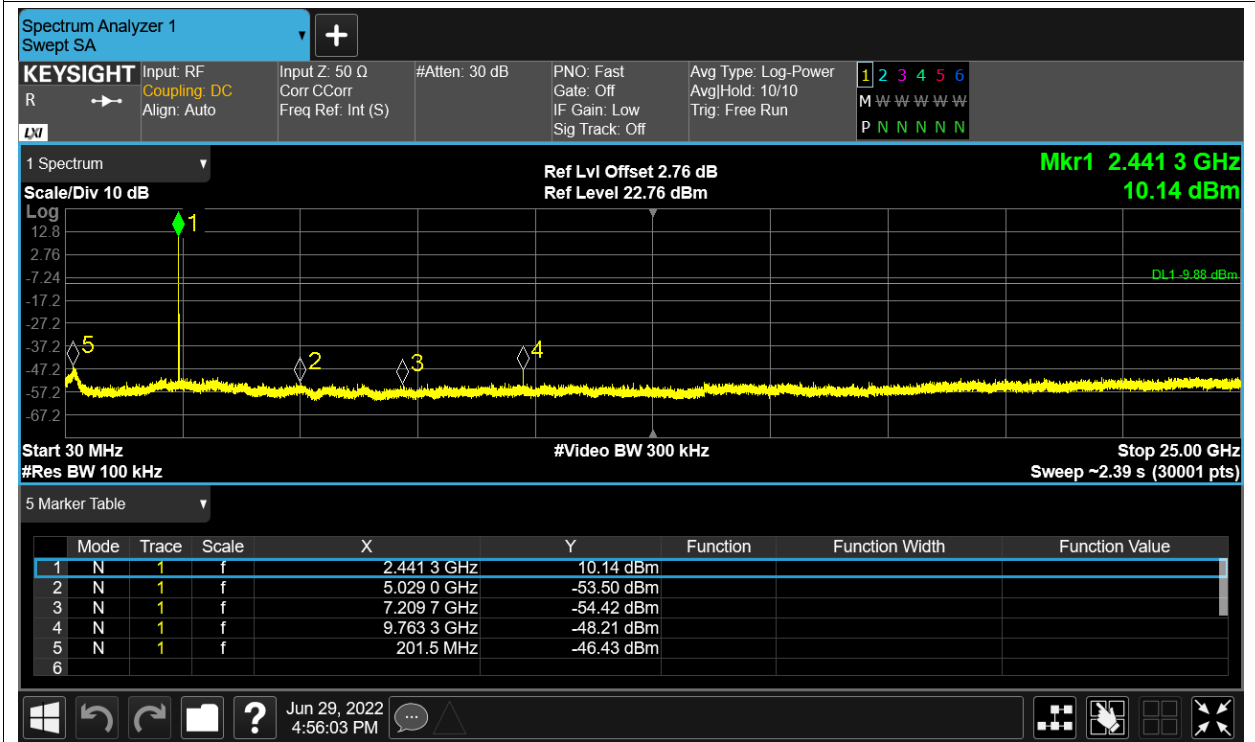 Spectrum Analyzer 1
Swept SA
KEYSIGHT Input: RF Input Z: 50 Ω #Atten: 30 dB PNO: Fast Avg Type: Log-Power 1 2 3 4 5 6
R Coupling: DC Corr CCorr Gate: Off Avg|Hold: 10/10 M W W W W W
Align: Auto Freq Ref: Int (S) IF Gain: Low Trig: Free Run
LXI Sig Track: Off P N N N N N
1 Spectrum Ref Lvl Offset 2.76 dB Mkr1 2.441 3 GHz
Scale/Div 10 dB Ref Level 22.76 dBm 10.14 dBm
Log
1
12.8
2.76
-7.24 DL1 -9.88 dBm
-17.2
-27.2
-37.2 5 2 3 4
-47.2
-57.2
-67.2
Start 30 MHz #Video BW 300 kHz Stop 25.00 GHz
#Res BW 100 kHz Sweep ~2.39 s (30001 pts)
5 Marker Table
Mode Trace Scale X Y Function Function Width Function Value
1 N 1 f 2.441 3 GHz 10.14 dBm
2 N 1 f 5.029 0 GHz -53.50 dBm
3 N 1 f 7.209 7 GHz -54.42 dBm
4 N 1 f 9.763 3 GHz -48.21 dBm
5 N 1 f 201.5 MHz -46.43 dBm
6
? Jun 29, 2022
4:56:03 PM